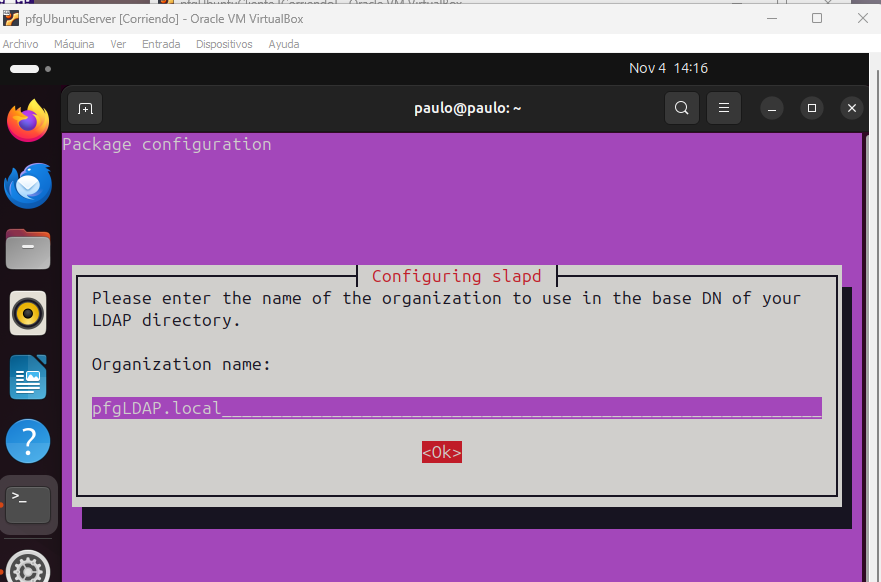 pfgUbuntuServer [Corriendo] - Oracle VM VirtualBox
Archivo Máquina Ver Entrada Dispositivos Ayuda
Nov 4 14:16
paulo@paulo: ~
Package configuration
Configuring slapd
Please enter the name of the organization to use in the base DN of your
LDAP directory.
Organization name:
pfgLDAP.local
<Ok>